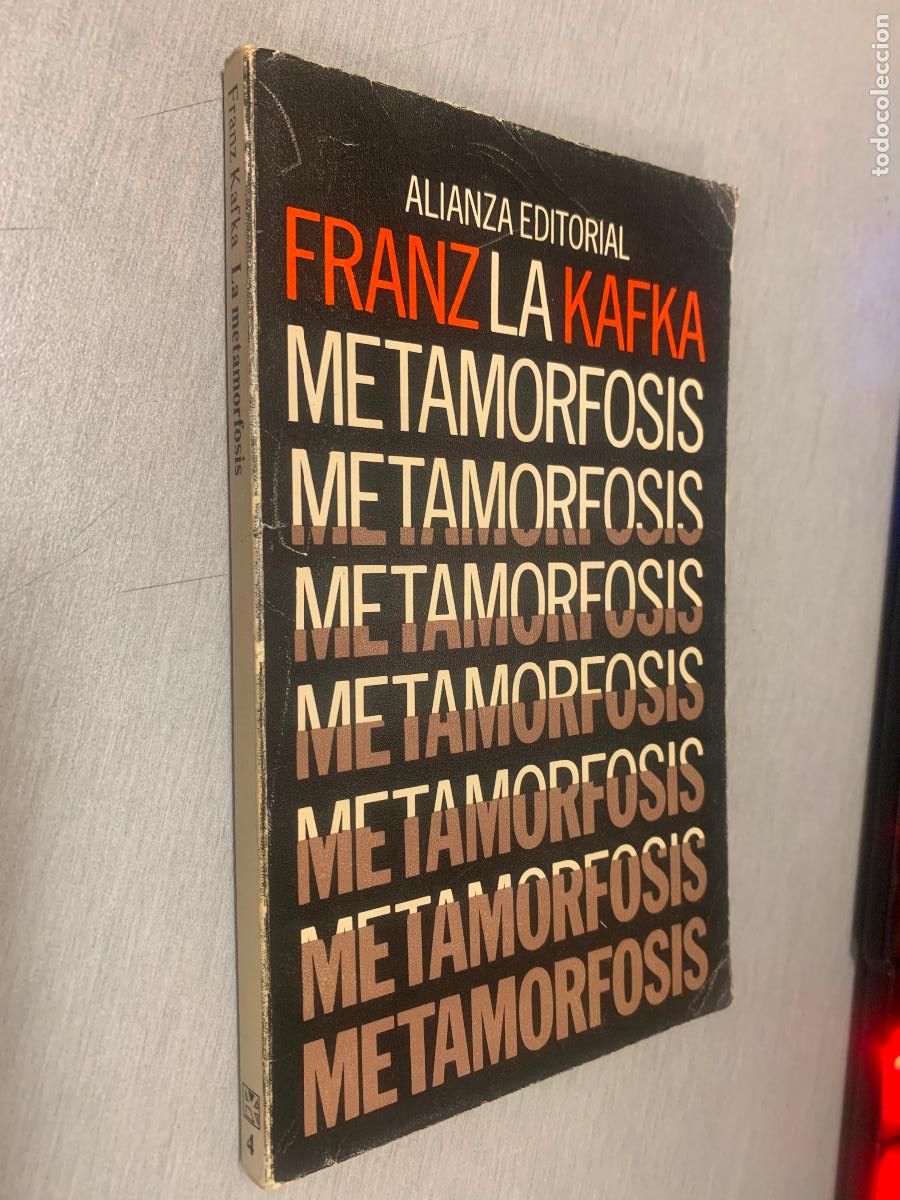 ALIANZA EDITORIAL
FRANZ LA KAFKA
METAMORFOSIS
METAMORFOSIS
METAMORFOSIS
METAMORFOSIS
METAMORFOSIS
METAMORFOSIS
METAMORFOSIS
Franz Kafka La metamorfosis
4
todocoleccion